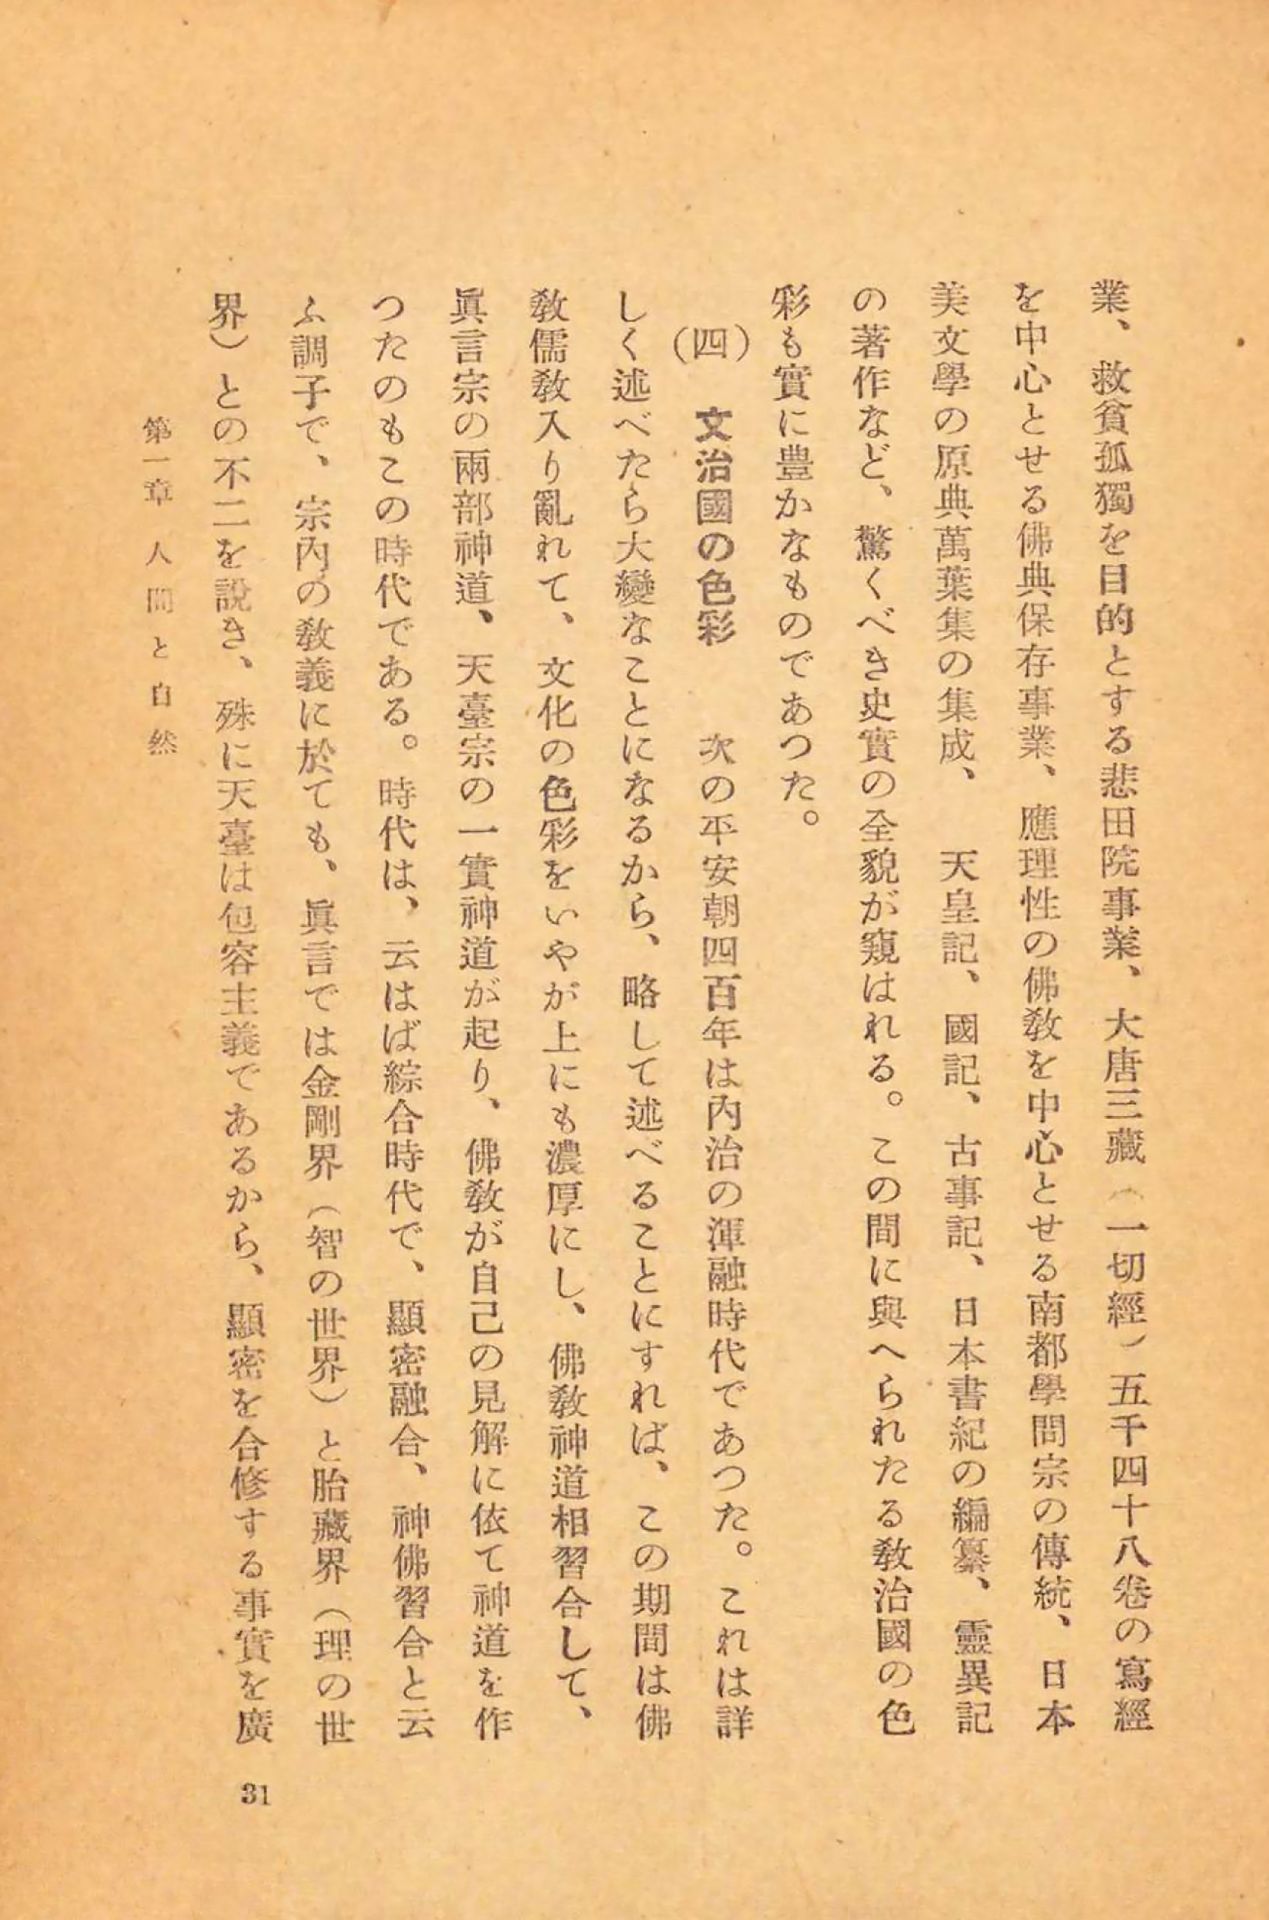 業、救貧孤獨を目的とする悲田院事業、大唐三藏（一切經）五千四十八卷の寫經
を中心とせる佛典保存事業、應理性の佛敎を中心とせる南都學問宗の傳統、日本
美文學の原典萬葉集の集成、　天皇記、國記、古事記、日本書紀の編纂、靈異記
の著作など、驚くべき史實の全貌が窺はれる。この間に與へられたる敎治國の色
彩も實に豊かなものであつた。
（四）　文治國の色彩　　次の平安朝四百年は內治の渾融時代であつた。これは詳
しく述べたら大變なことになるから、略して述べることにすれば、この期間は佛
敎儒敎入り亂れて、文化の色彩をいやが上にも濃厚にし、佛敎神道相習合して、
眞言宗の兩部神道、天臺宗の一實神道が起り、佛敎が自己の見解に依て神道を作
つたのもこの時代である。時代は、云はば綜合時代で、顯密融合、神佛習合と云
ふ調子で、宗內の敎義に於ても、眞言では金剛界（智の世界）と胎藏界（理の世
界）との不二を說き、殊に天臺は包容主義であるから、顯密を合修する事實を廣
第一章　人間と自然
31